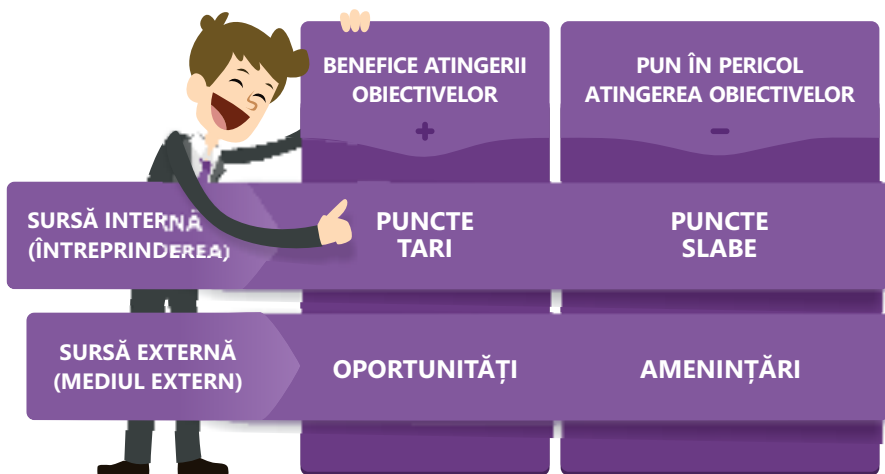 BENEFICE ATINGERII
OBIECTIVELOR
+
PUN ÎN PERICOL
ATINGEREA OBIECTIVELOR
-
SURSĂ INTERNĂ
(ÎNTREPRINDEREA)
PUNCTE
TARI
PUNCTE
SLABE
SURSĂ EXTERNĂ
(MEDIUL EXTERN)
OPORTUNITĂȚI
AMENINȚĂRI